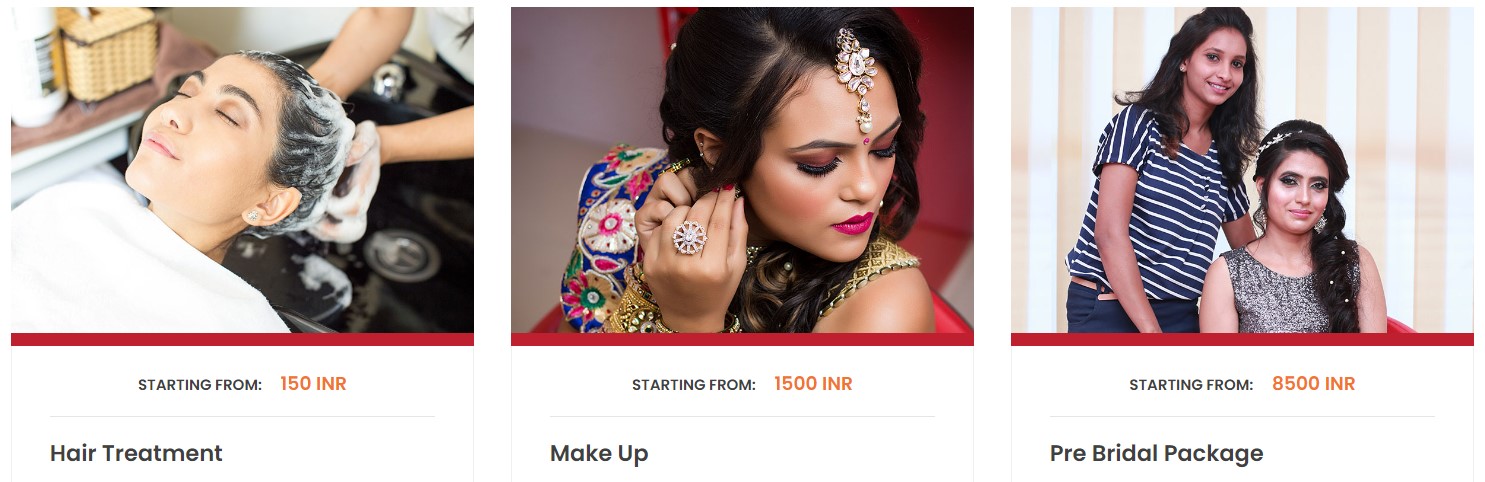 STARTING FROM: 150 INR
Hair Treatment
STARTING FROM: 1500 INR
Make Up
STARTING FROM: 8500 INR
Pre Bridal Package